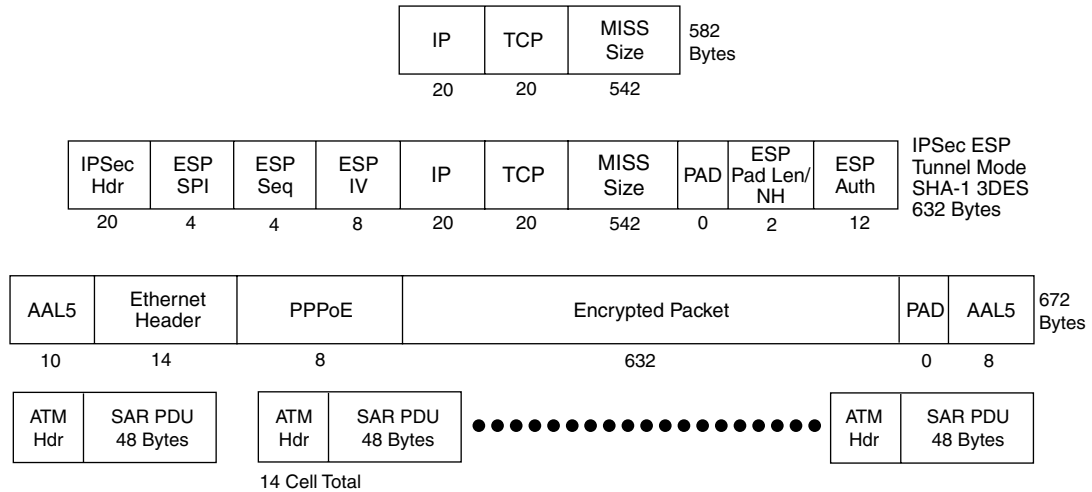 IP
TCP
MISS
Size
582
Bytes
20
20
542
IPSec
Hdr
ESP
SPI
ESP
Seq
ESP
IV
IP
TCP
MISS
Size
PAD
ESP
Pad Len/
NH
ESP
Auth
IPSec ESP
Tunnel Mode
SHA-1 3DES
632 Bytes
20
4
4
8
20
20
542
0
2
12
AAL5
Ethernet
Header
PPPoE
Encrypted Packet
PAD
AAL5
672
Bytes
10
14
8
632
0
8
ATM
Hdr
SAR PDU
48 Bytes
ATM
Hdr
SAR PDU
48 Bytes
ATM
Hdr
SAR PDU
48 Bytes
14 Cell Total